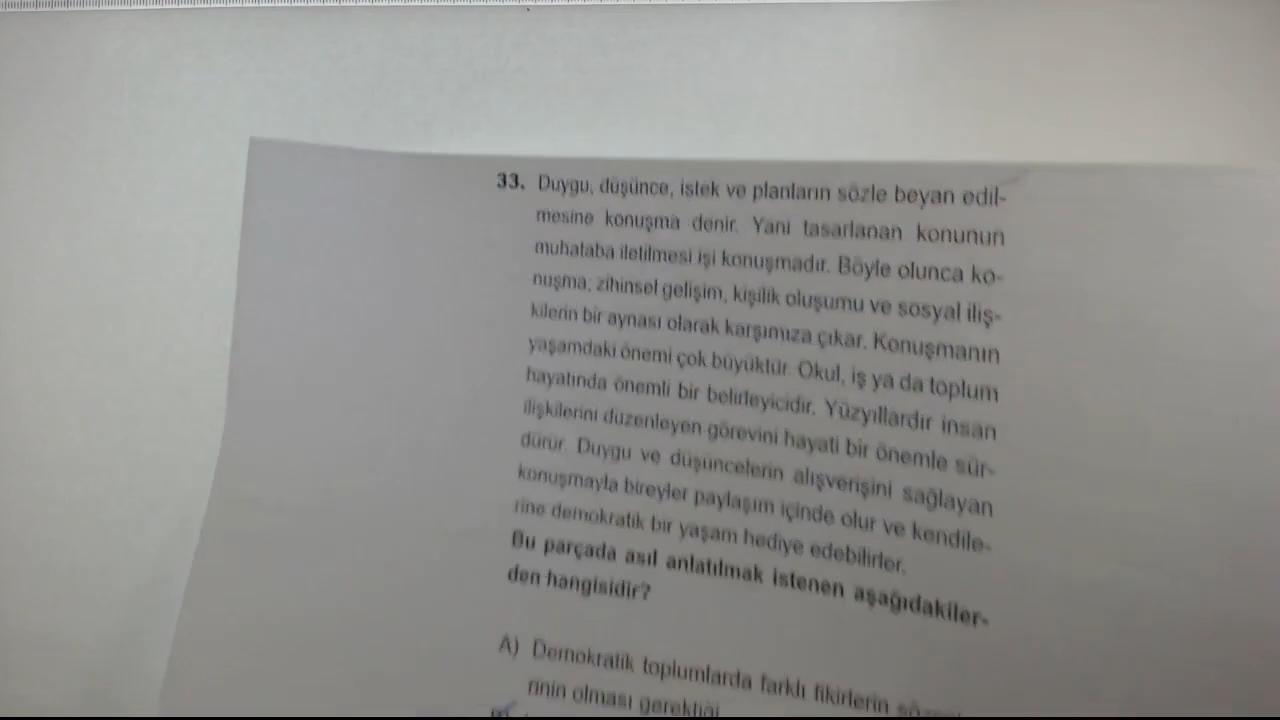 33. Duygu, düşünce, istek ve planların sözle beyan edil-
mesine konuşma denir. Yani tasarlanan konunun
muhataba iletilmesi işi konuşmadır. Böyle olunca ko-
nuşma, zihinsel gelişim, kişilik oluşumu ve sosyal iliş-
kilerin bir aynası olarak karşımıza çıkar. Konuşmanın
yaşamdaki önemi çok büyüktür. Okul, iş ya da toplum
hayatında önemli bir belirleyicidir. Yüzyıllardır insan
ilişkilerini düzenleyen görevini hayati bir önemle sür-
dürür. Duygu ve düşüncelerin alışverişini sağlayan
konuşmayla bireyler paylaşım içinde olur ve kendile-
rine demokratik bir yaşam hediye edebilirler.
Bu parçada asıl anlatılmak istenen aşağıdakiler-
den hangisidir?
A) Demokratik toplumlarda farklı fikirlerin
rinin olması gerektiği